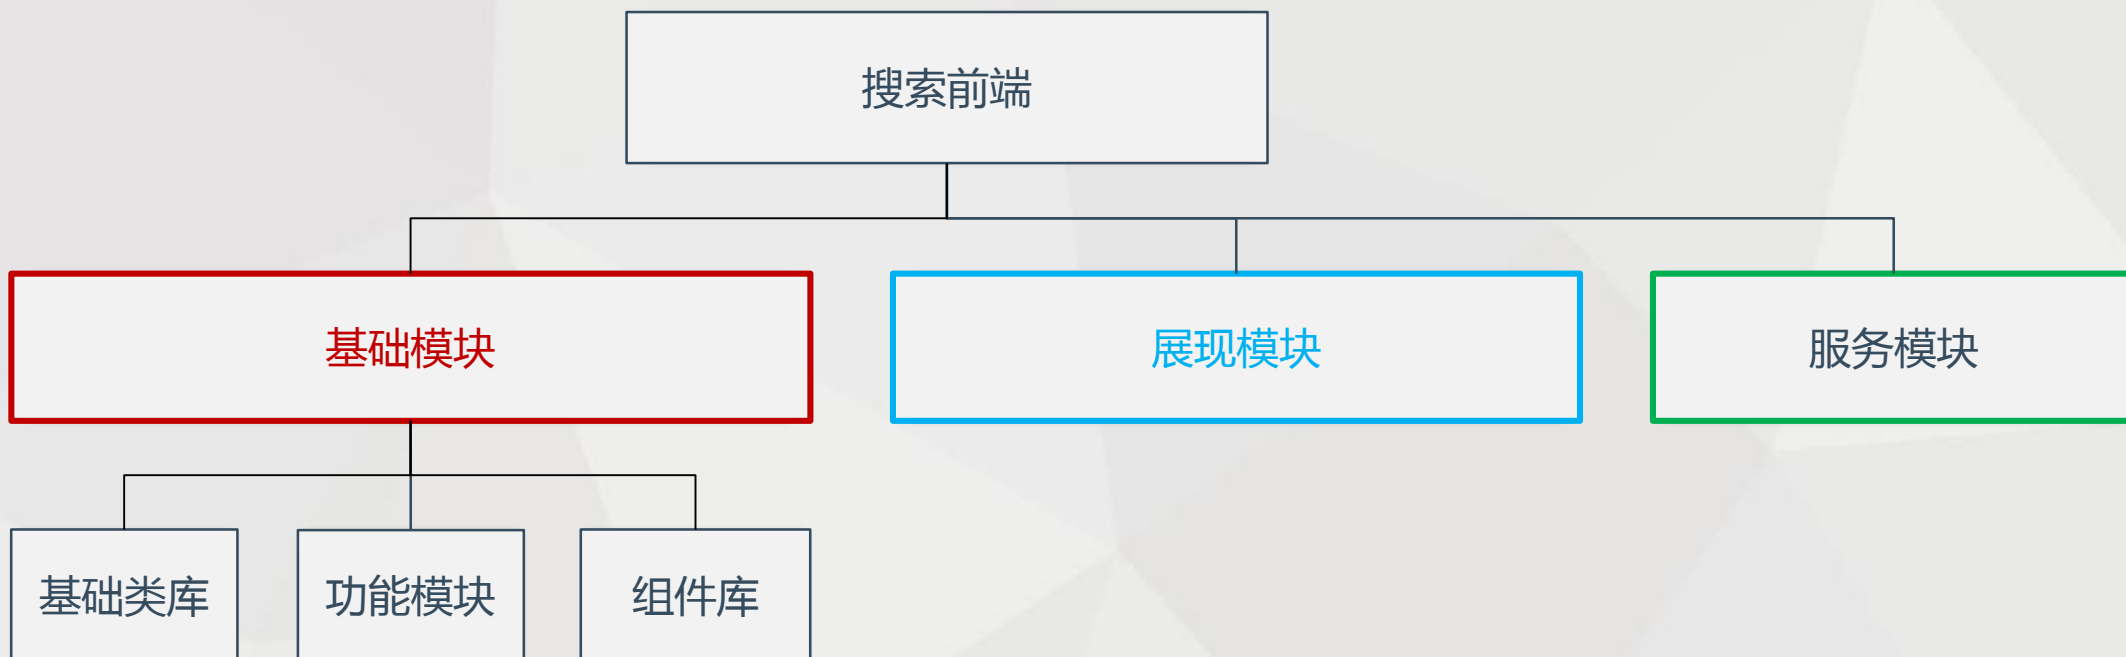 搜索前端
基础模块
展现模块
服务模块
基础类库
功能模块
组件库